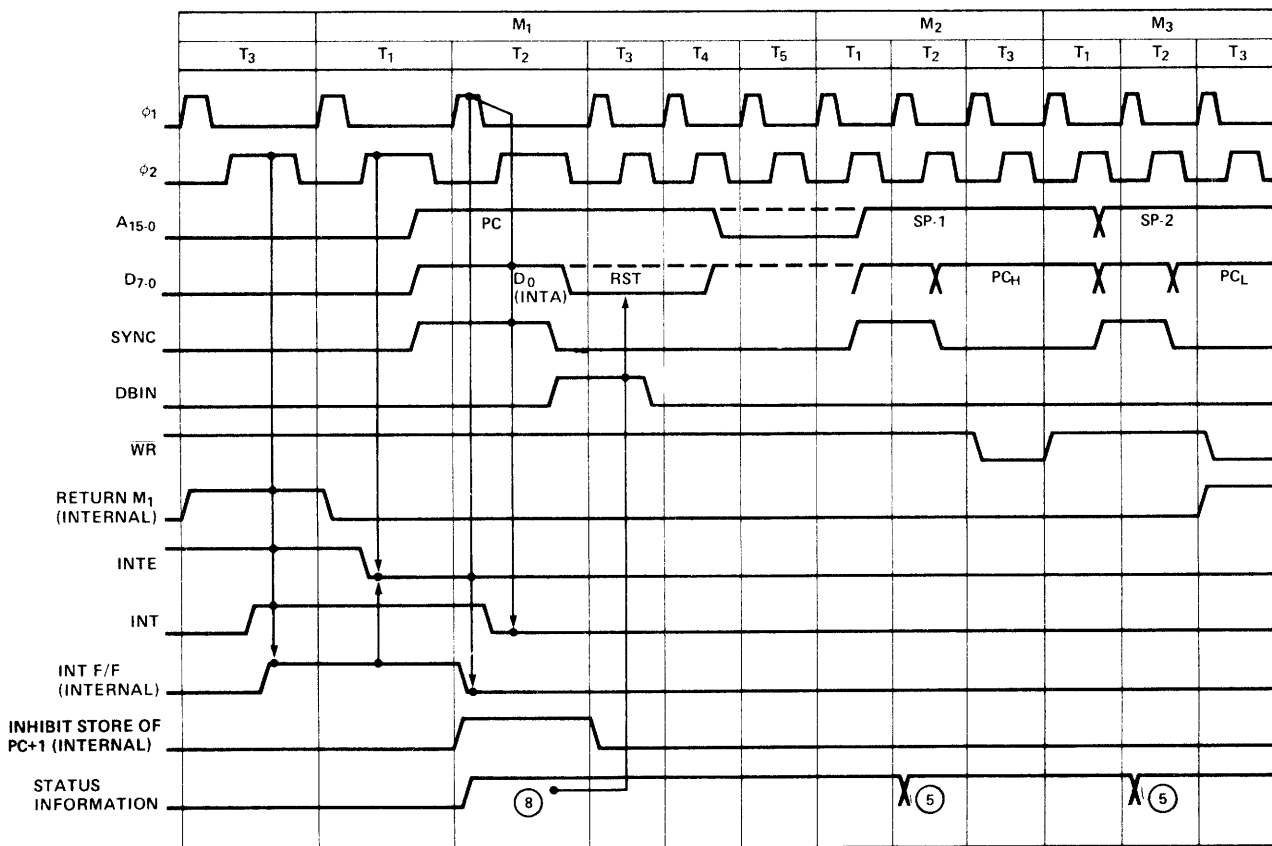 M₁ M₂ M₃
T₃ T₁ T₂ T₃ T₄ T₅ T₁ T₂ T₃ T₁ T₂ T₃
ϕ₁
ϕ₂
A₁₅₋₀ PC SP-1 SP-2
D₇₋₀ D₀ RST PCH PCL
(INTA)
SYNC
DBIN
W̅R̅
RETURN M₁
(INTERNAL)
INTE
INT
INT F/F
(INTERNAL)
INHIBIT STORE OF
PC+1 (INTERNAL)
STATUS
INFORMATION 8 5 5